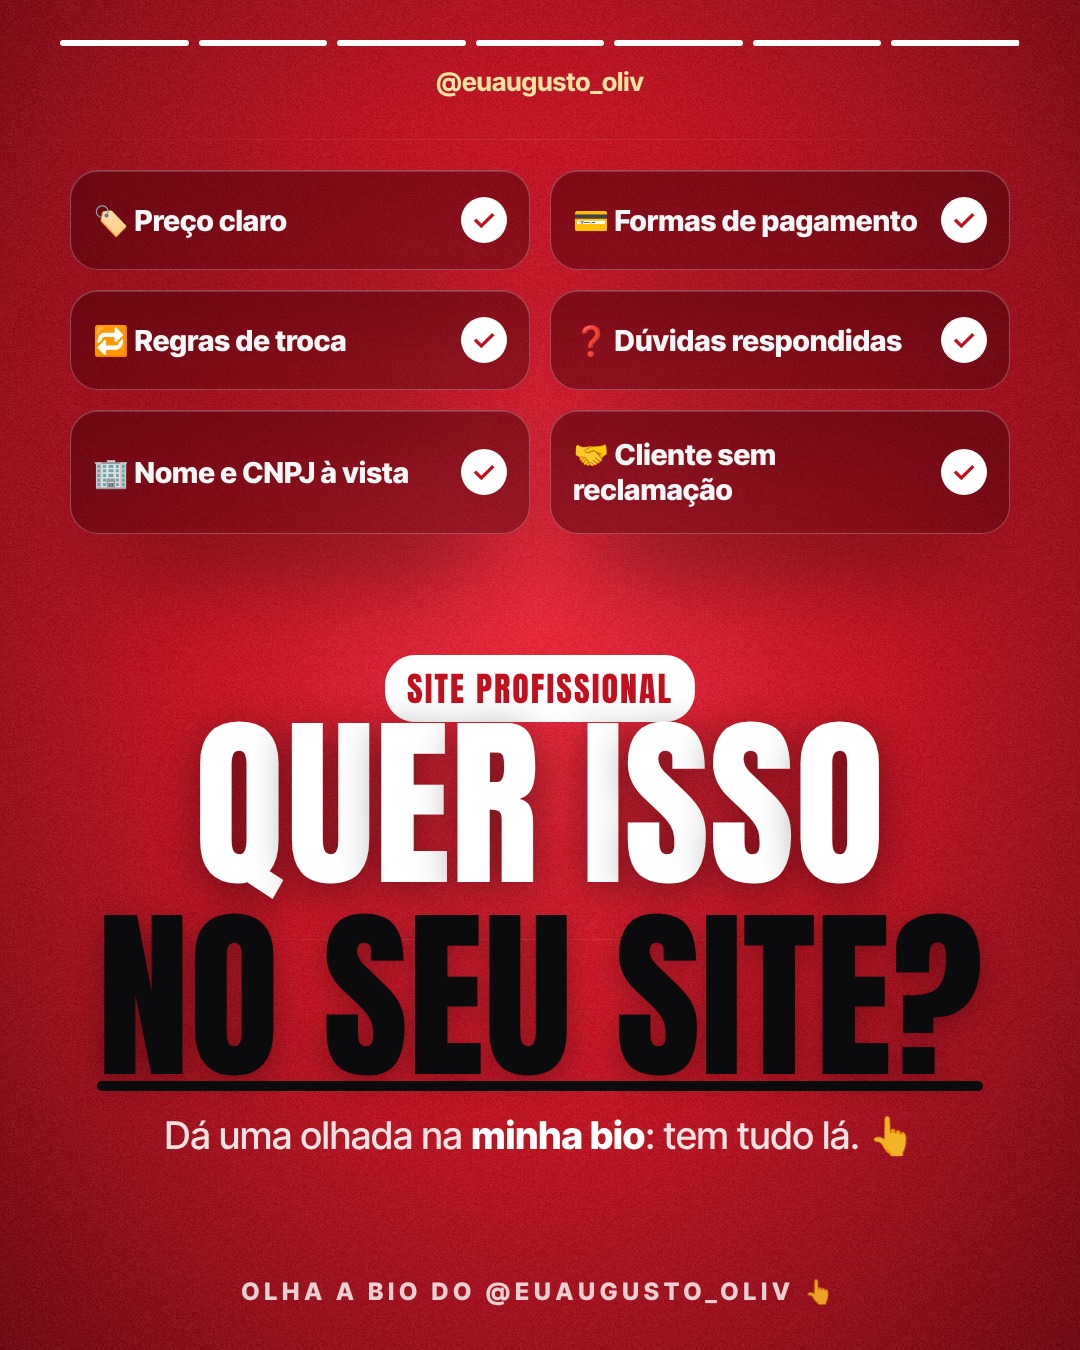 @euaugusto_oliv
🏷️ Preço claro
💳 Formas de pagamento
🔁 Regras de troca
❓ Dúvidas respondidas
🏢 Nome e CNPJ à vista
🤝 Cliente sem
reclamação
SITE PROFISSIONAL
QUER ISSO
NO SEU SITE?
Dá uma olhada na minha bio: tem tudo lá. 👆
OLHA A BIO DO @EUAUGUSTO_OLIV 👆